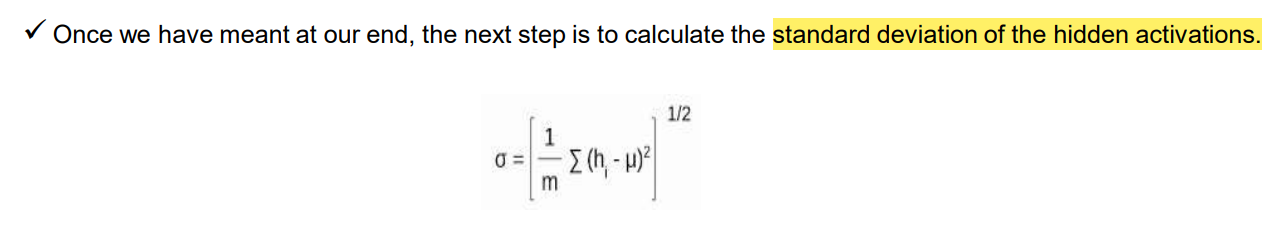 ✓ Once we have meant at our end, the next step is to calculate the standard deviation of the hidden activations.
σ = [ 1/m ∑ (hᵢ - μ)² ]^1/2